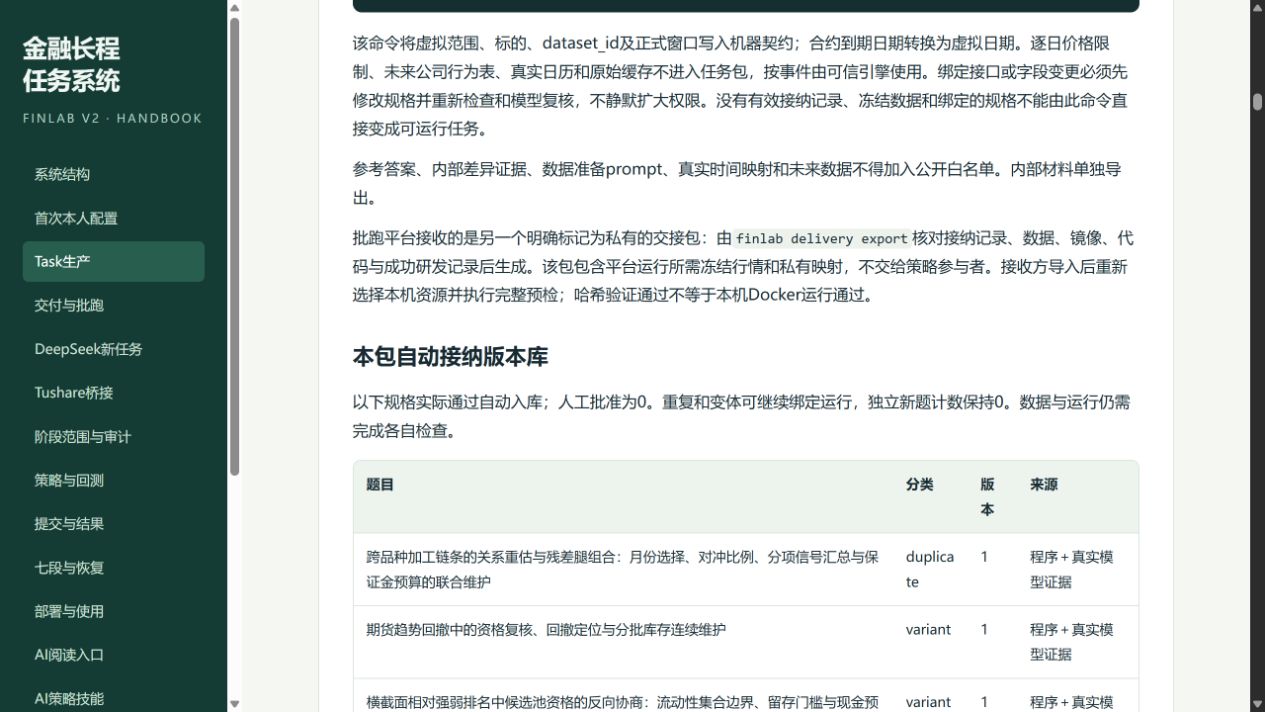 金融长程
任务系统
FINLAB V2 · HANDBOOK
系统结构
首次本人配置
Task生产
交付与批跑
DeepSeek新任务
Tushare桥接
阶段范围与审计
策略与回测
提交与结果
七段与恢复
部署与使用
AI阅读入口
AI策略技能
该命令将虚拟范围、标的、dataset_id及正式窗口写入机器契约；合约到期日期转换为虚拟日期。逐日价格限
制、未来公司行为表、真实日历和原始缓存不进入任务包，按事件由可信引擎使用。绑定接口或字段变更必须先
修改规格并重新检查和模型复核，不静默扩大权限。没有有效接纳记录、冻结数据和绑定的规格不能由此命令直
接变成可运行任务。
参考答案、内部差异证据、数据准备prompt、真实时间映射和未来数据不得加入公开白名单。内部材料单独导
出。
批跑平台接收的是另一个明确标记为私有的交接包：由 finlab delivery export 核对接纳记录、数据、镜像、代
码与成功研发记录后生成。该包包含平台运行所需冻结行情和私有映射，不交给策略参与者。接收方导入后重新
选择本机资源并执行完整预检；哈希验证通过不等于本机Docker运行通过。
本包自动接纳版本库
以下规格实际通过自动入库；人工批准为0。重复和变体可继续绑定运行，独立新题计数保持0。数据与运行仍需
完成各自检查。
题目 分类 版 来源
本
跨品种加工链条的关系重估与残差腿组合：月份选择、对冲比例、分项信号汇总与保 duplica 1 程序 + 真实模
证金预算的联合维护 te 型证据
期货趋势回撤中的资格复核、回撤定位与分批库存连续维护 variant 1 程序 + 真实模
型证据
横截面相对强弱排名中候选池资格的反向协商：流动性集合边界、留存门槛与现金预 variant 1 程序 + 真实模